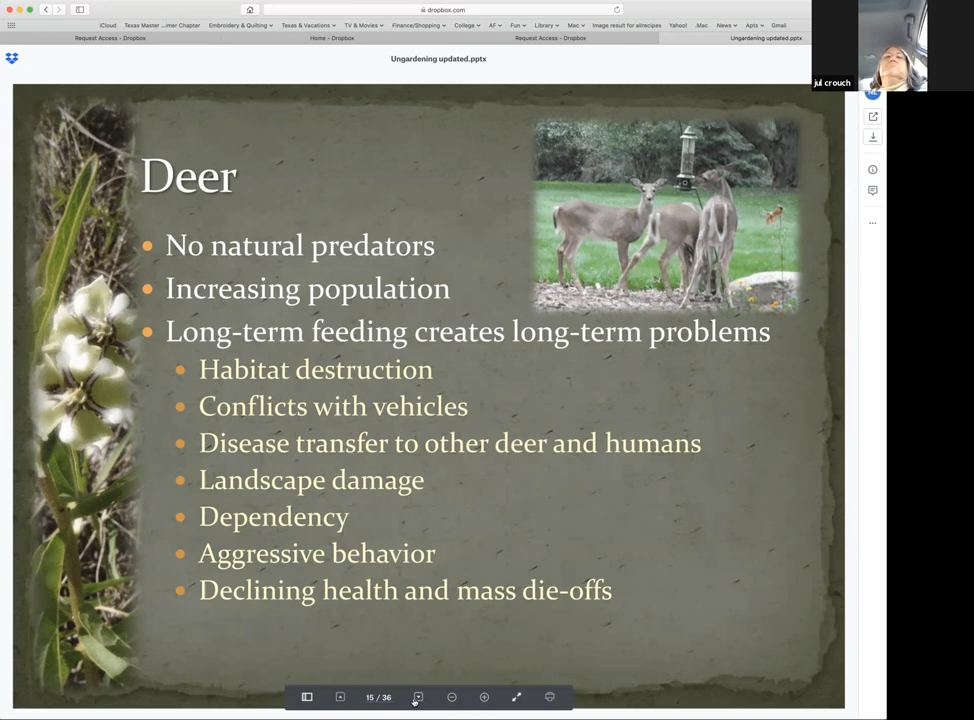 dropbox.com
iCloud
Texas Master ...imer Chapter
Embroidery & Quilting
Texas & Vacations
TV & Movies
Finance/Shopping
College
AF
Fun
Library
Mac
Image result for allrecipes
Yahoo!
.Mac
News
Apts
Gmail
Request Access - Dropbox
Home - Dropbox
Request Access - Dropbox
Ungardening updated.pptx
Ungardening updated.pptx
jul crouch
NL
Deer
No natural predators
Increasing population
Long-term feeding creates long-term problems
Habitat destruction
Conflicts with vehicles
Disease transfer to other deer and humans
Landscape damage
Dependency
Aggressive behavior
Declining health and mass die-offs
15 / 36